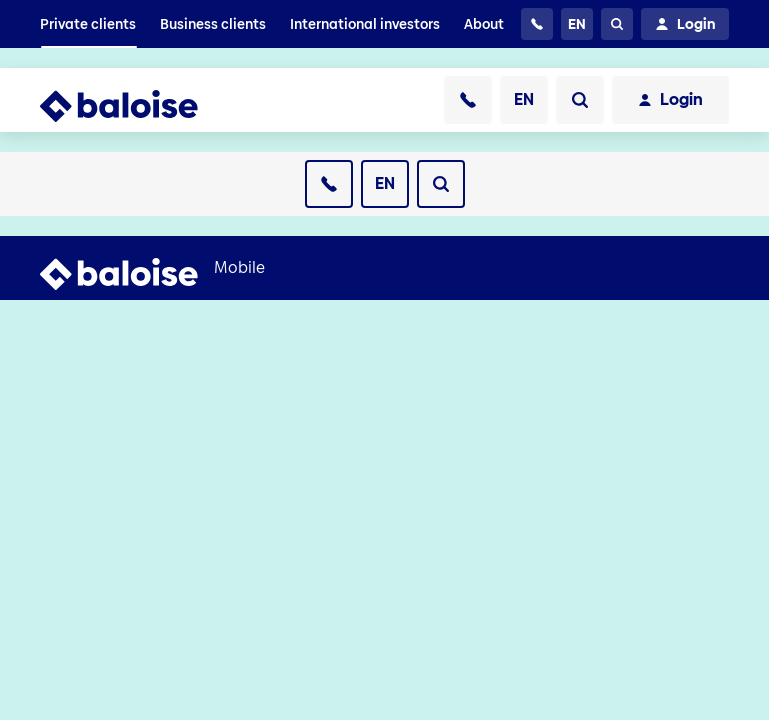 Private clients Business clients International investors About EN Login
baloise EN Login
EN
baloise Mobile